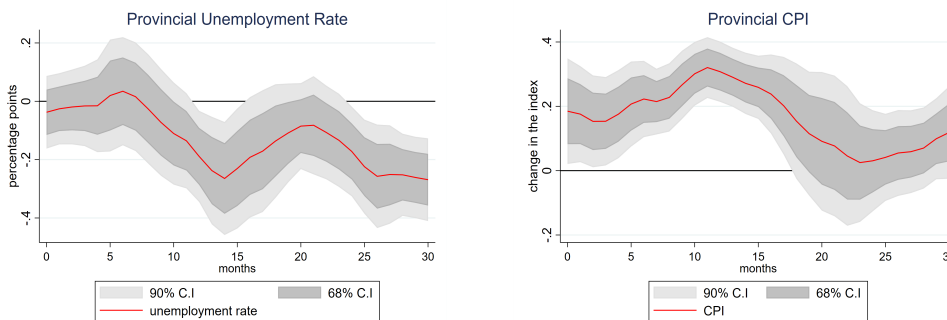 Provincial Unemployment Rate
percentage points
.2
0
-.2
-.4
0 5 10 15 20 25 30
months
90% C.I 68% C.I
unemployment rate
Provincial CPI
change in the index
.4
.2
0
-.2
0 5 10 15 20 25 3
months
90% C.I 68% C.I
CPI